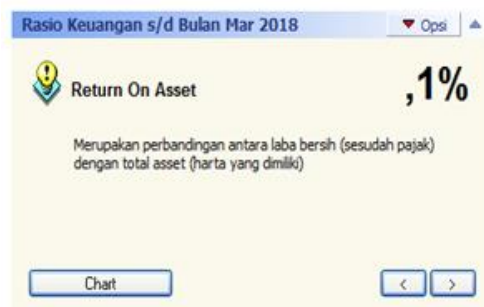 Rasio Keuangan s/d Bulan Mar 2018
Opsi
Return On Asset
,1%
Merupakan perbandingan antara laba bersih (sesudah pajak)
dengan total asset (harta yang dimiliki)
Chart
< >